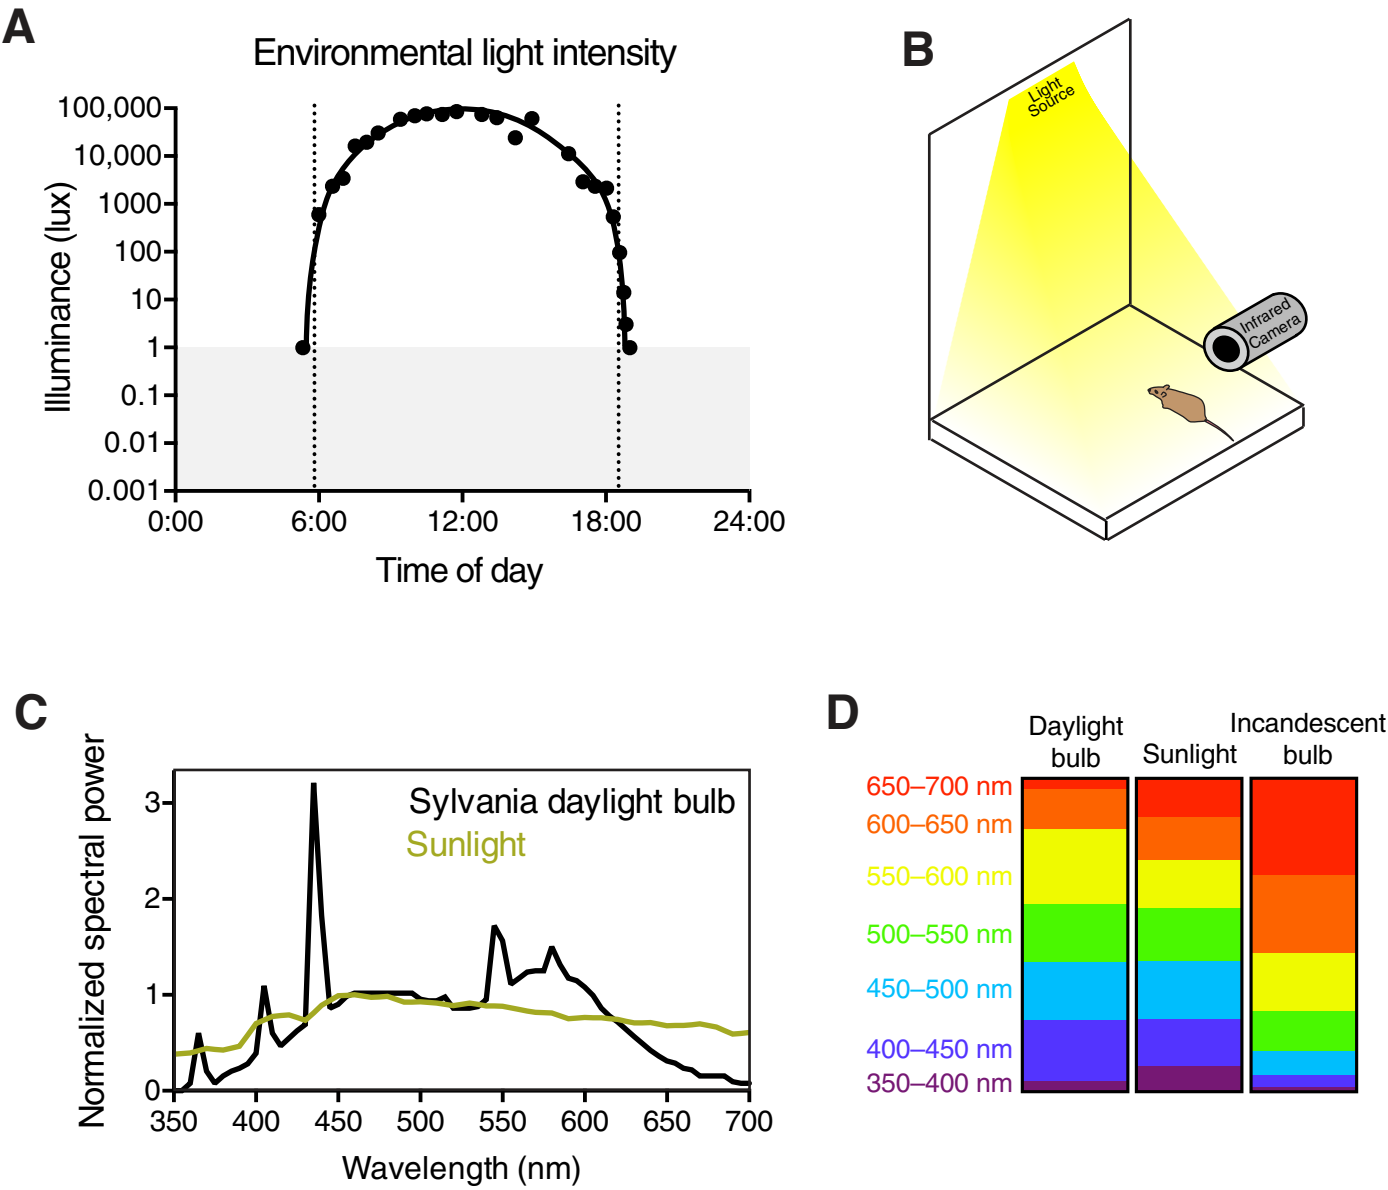 A
Environmental light intensity
Illuminance (lux)
100,000
10,000
1000
100
10
1
0.1
0.01
0.001
0:00
6:00
12:00
18:00
24:00
Time of day
B
Light
Source
Infrared
Camera
C
Normalized spectral power
3
2
1
0
Sylvania daylight bulb
Sunlight
350
400
450
500
550
600
650
700
Wavelength (nm)
D
Daylight
bulb
Sunlight
Incandescent
bulb
650–700 nm
600–650 nm
550–600 nm
500–550 nm
450–500 nm
400–450 nm
350–400 nm